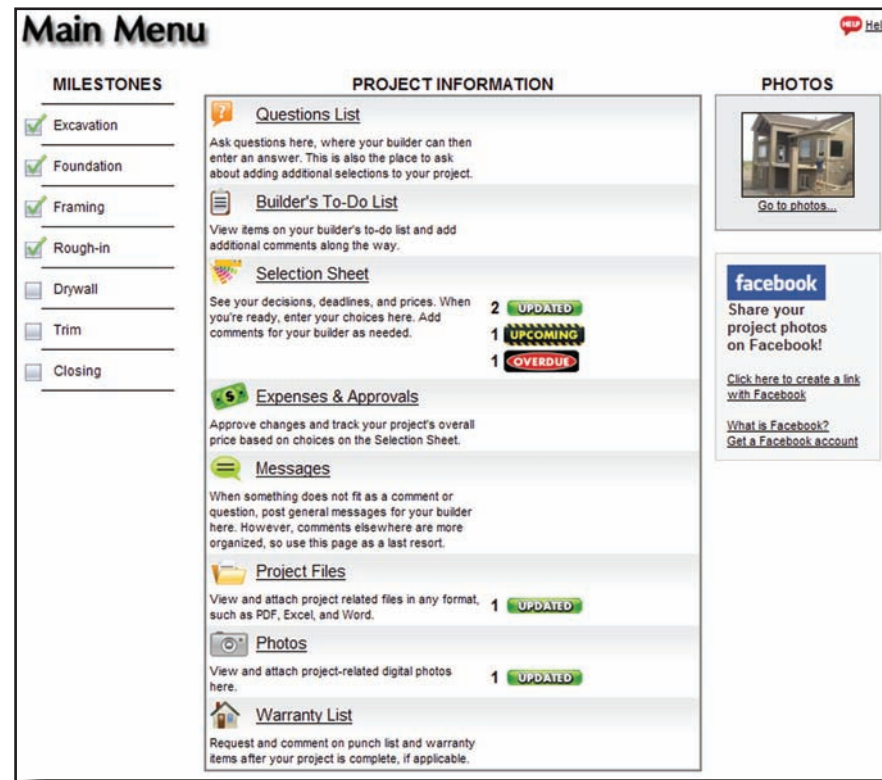 Main Menu
HELP
MILESTONES
Excavation
Foundation
Framing
Rough-in
Drywall
Trim
Closing
PROJECT INFORMATION
Questions List
Ask questions here, where your builder can then
enter an answer. This is also the place to ask
about adding additional selections to your project.
Builder's To-Do List
View items on your builder's to-do list and add
additional comments along the way.
Selection Sheet
See your decisions, deadlines, and prices. When
you're ready, enter your choices here. Add
comments for your builder as needed.
2 UPDATED
1 UPCOMING
1 OVERDUE
Expenses & Approvals
Approve changes and track your project's overall
price based on choices on the Selection Sheet.
Messages
When something does not fit as a comment or
question, post general messages for your builder
here. However, comments elsewhere are more
organized, so use this page as a last resort.
Project Files
View and attach project related files in any format,
such as PDF, Excel, and Word.
1 UPDATED
Photos
View and attach project-related digital photos
here.
1 UPDATED
Warranty List
Request and comment on punch list and warranty
items after your project is complete, if applicable.
PHOTOS
Go to photos...
facebook
Share your
project photos
on Facebook!
Click here to create a link
with Facebook
What is Facebook?
Get a Facebook account